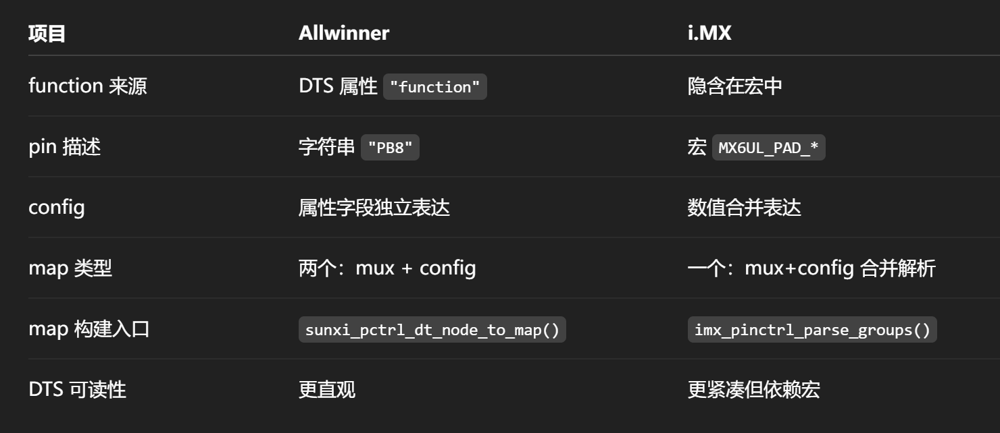 项目 Allwinner i.MX
function 来源 DTS 属性 "function" 隐含在宏中
pin 描述 字符串 "PB8" 宏 MX6UL_PAD_*
config 属性字段独立表达 数值合并表达
map 类型 两个：mux + config 一个：mux+config 合并解析
map 构建入口 sunxi_pctrl_dt_node_to_map() imx_pinctrl_parse_groups()
DTS 可读性 更直观 更紧凑但依赖宏